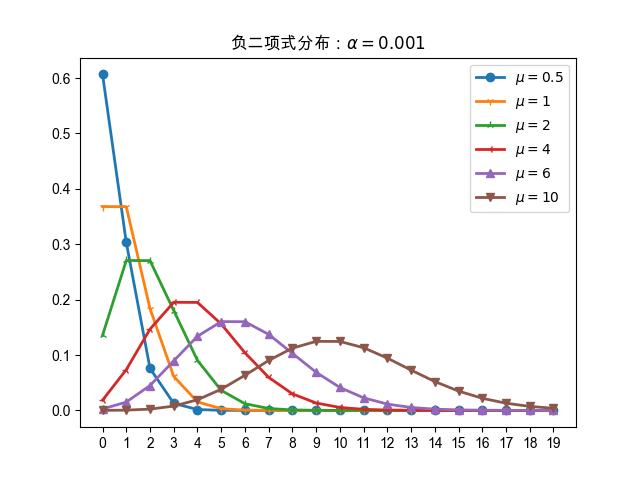 负二项式分布：α = 0.001
μ = 0.5
μ = 1
μ = 2
μ = 4
μ = 6
μ = 10
0.6
0.5
0.4
0.3
0.2
0.1
0.0
0 1 2 3 4 5 6 7 8 9 10 11 12 13 14 15 16 17 18 19